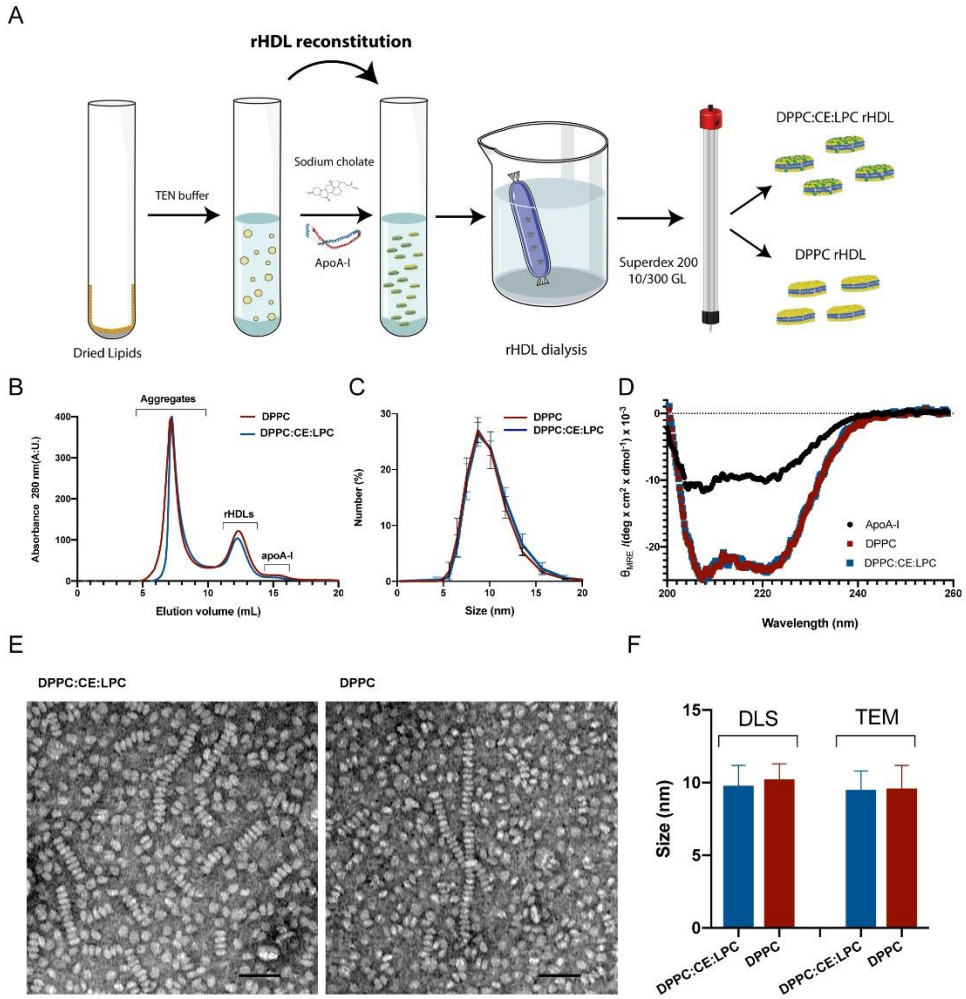 A
rHDL reconstitution
TEN buffer
Sodium cholate
ApoA-I
Dried Lipids
rHDL dialysis
Superdex 200
10/300 GL
DPPC:CE:LPC rHDL
DPPC rHDL
B
Aggregates
DPPC
DPPC:CE:LPC
rHDLs
apoA-I
Absorbance 280 nm(A:U.)
400
300
200
100
0
0 5 10 15 20
Elution volume (mL)
C
DPPC
DPPC:CE:LPC
Number (%)
30
20
10
0
0 5 10 15 20
Size (nm)
D
θMRE /(deg x cm2 x dmol-1) x 10-3
0
-10
-20
ApoA-I
DPPC
DPPC:CE:LPC
200 220 240 260
Wavelength (nm)
E
DPPC:CE:LPC
DPPC
F
DLS
TEM
Size (nm)
15
10
5
0
DPPC:CE:LPC
DPPC
DPPC:CE:LPC
DPPC